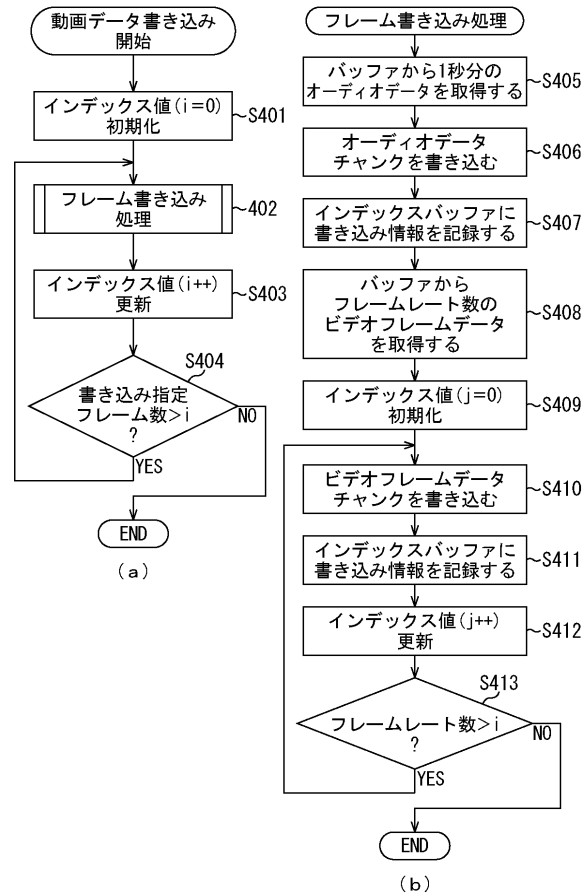 動画データ書き込み
開始
インデックス値(i=0)
初期化
S401
フレーム書き込み
処理
402
インデックス値(i++)
更新
S403
S404
書き込み指定
フレーム数>i
?
NO
YES
END
(a)
フレーム書き込み処理
バッファから1秒分の
オーディオデータを取得する
S405
オーディオデータ
チャンクを書き込む
S406
インデックスバッファに
書き込み情報を記録する
S407
バッファから
フレームレート数の
ビデオフレームデータ
を取得する
S408
インデックス値(j=0)
初期化
S409
ビデオフレームデータ
チャンクを書き込む
S410
インデックスバッファに
書き込み情報を記録する
S411
インデックス値(j++)
更新
S412
S413
フレームレート数>i
?
NO
YES
END
(b)